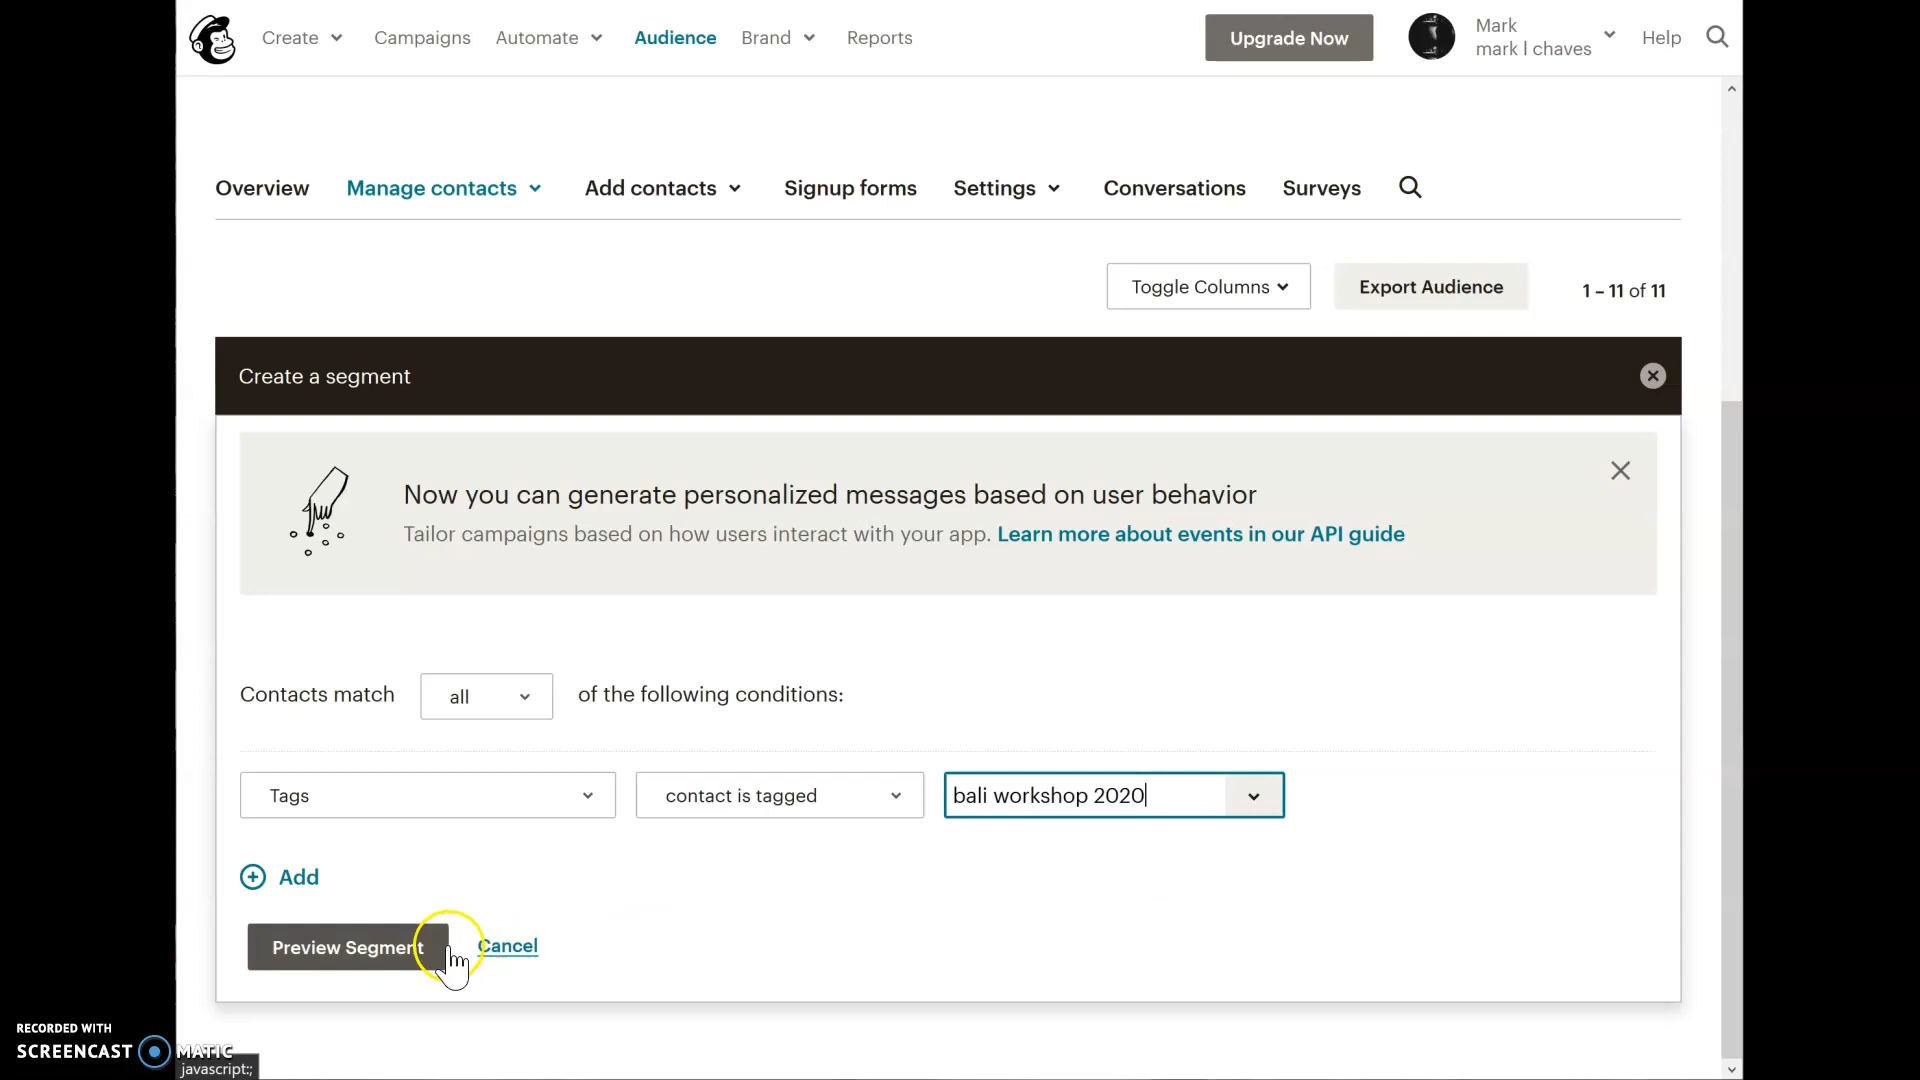 Create Campaigns Automate Audience Brand Reports Upgrade Now Mark Help
mark l chaves
Overview Manage contacts Add contacts Signup forms Settings Conversations Surveys
Toggle Columns Export Audience 1 – 11 of 11
Create a segment
Now you can generate personalized messages based on user behavior
Tailor campaigns based on how users interact with your app. Learn more about events in our API guide
Contacts match all of the following conditions:
Tags contact is tagged bali workshop 2020
Add
Preview Segment Cancel
RECORDED WITH
SCREENCAST MATIC
javascript:;